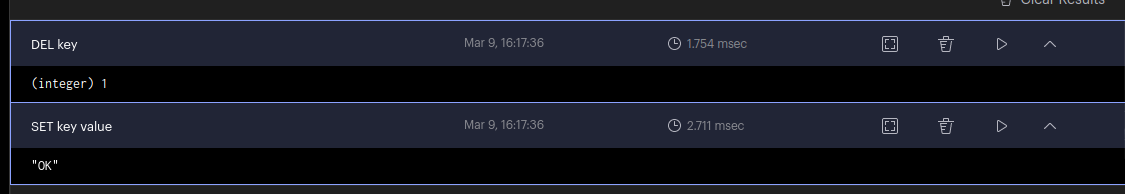 Clear Results
DEL key Mar 9, 16:17:36 1.754 msec
(integer) 1
SET key value Mar 9, 16:17:36 2.711 msec
"OK"